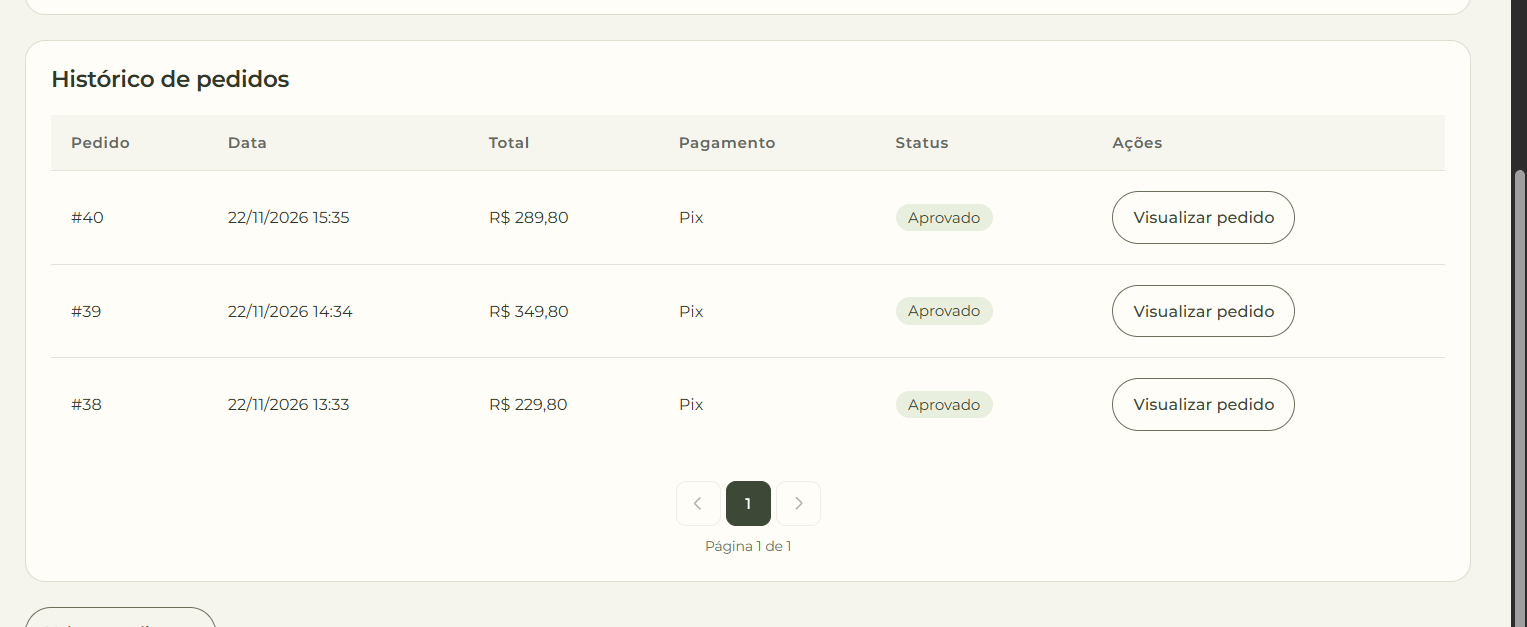 Histórico de pedidos
Pedido Data Total Pagamento Status Ações
#40 22/11/2026 15:35 R$ 289,80 Pix Aprovado Visualizar pedido
#39 22/11/2026 14:34 R$ 349,80 Pix Aprovado Visualizar pedido
#38 22/11/2026 13:33 R$ 229,80 Pix Aprovado Visualizar pedido
1
Página 1 de 1